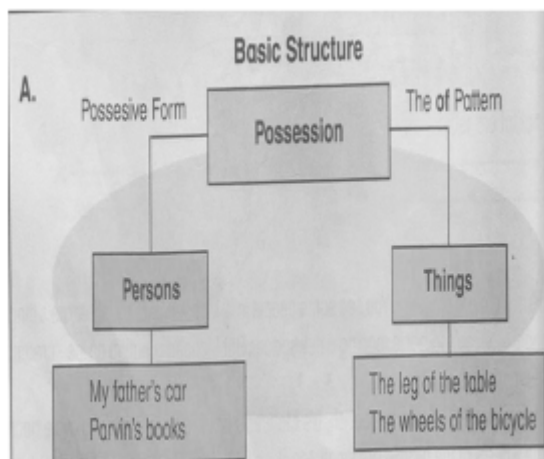 Basic Structure
A.
Possesive Form
The of Pattern
Possession
Persons
Things
My father's car
Parvin's books
The leg of the table
The wheels of the bicycle